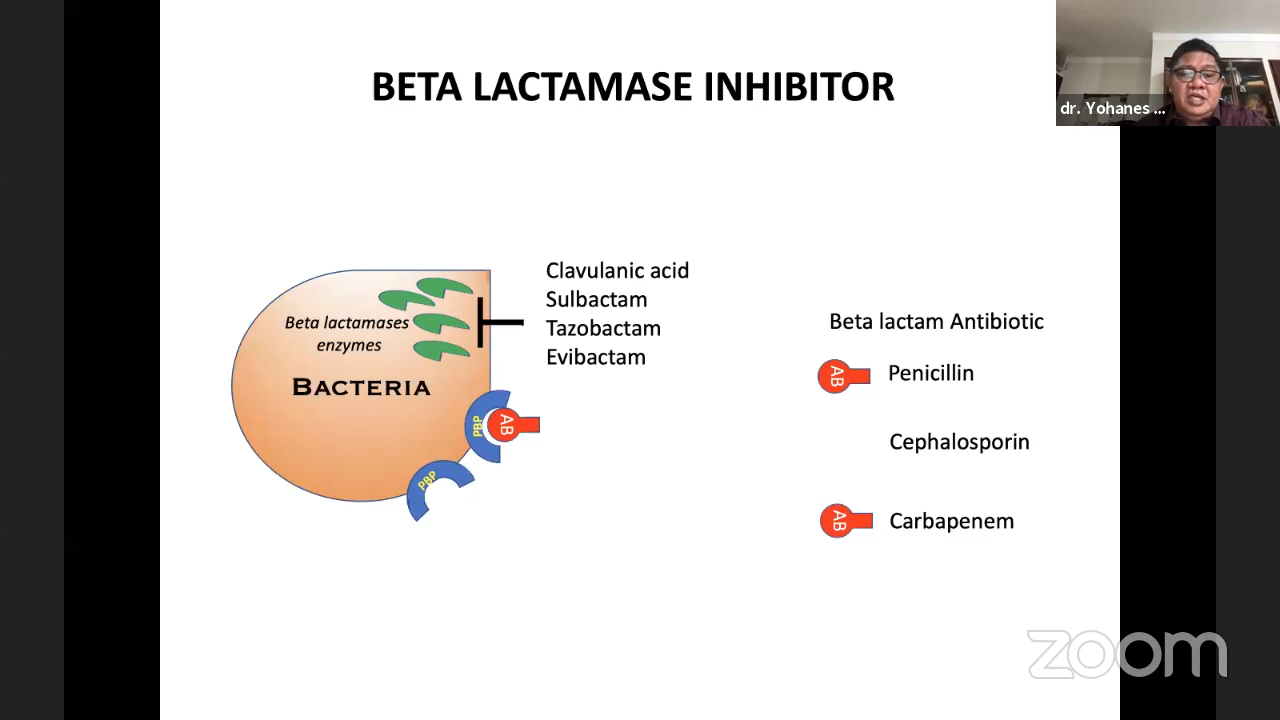 BETA LACTAMASE INHIBITOR
dr. Yohanes ...
Clavulanic acid
Sulbactam
Tazobactam
Evibactam
Beta lactamases
enzymes
BACTERIA
PBP
AB
PBP
Beta lactam Antibiotic
AB
Penicillin
Cephalosporin
AB
Carbapenem
zoom